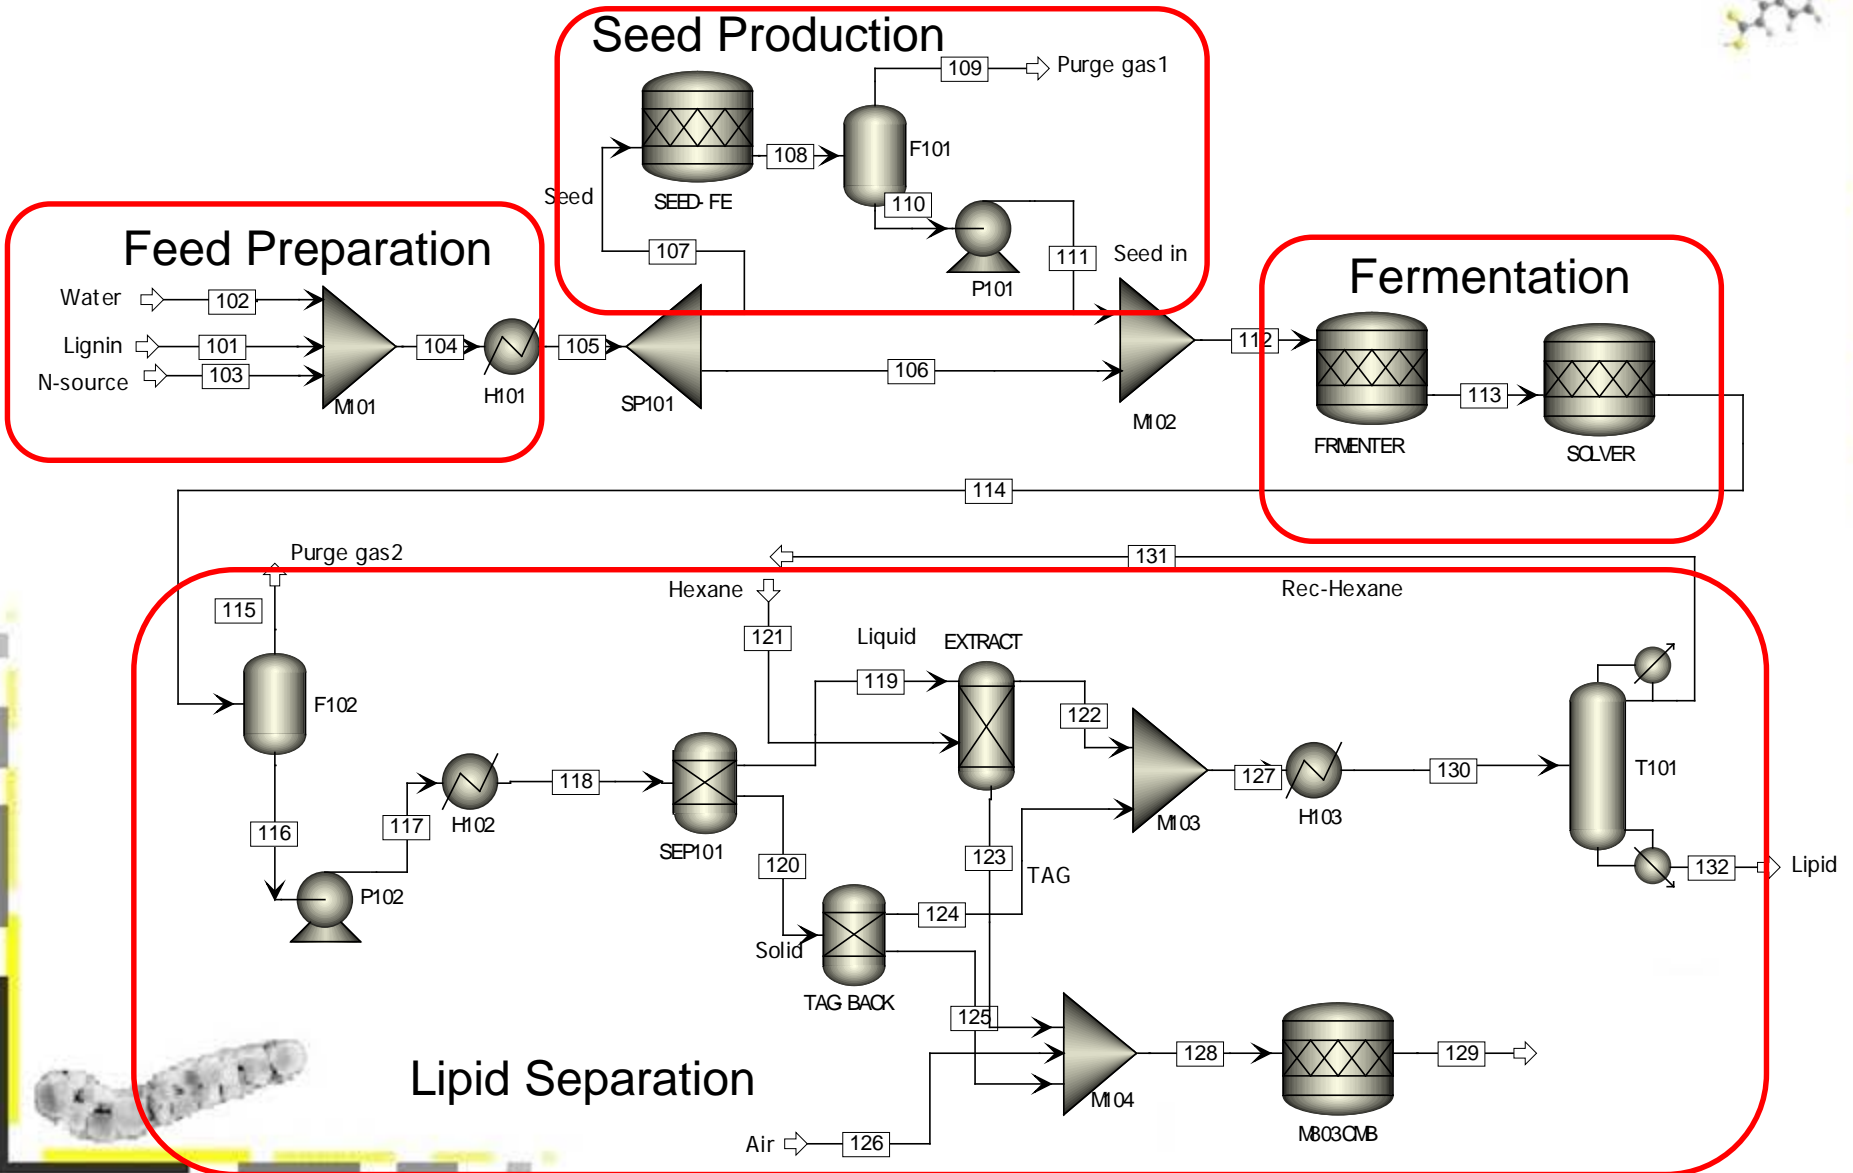 Seed Production
109
Purge gas1
108
F101
Seed
SEED-FE
110
107
111
Seed in
P101
Feed Preparation
Water
102
Lignin
101
N-source
103
M101
104
H101
105
SP101
106
M102
112
Fermentation
113
FRMENTER
SOLVER
114
Purge gas2
131
115
Hexane
Rec-Hexane
121
Liquid
EXTRACT
119
122
F102
118
127
130
T101
116
117
H102
M103
H103
SEP101
120
123
TAG
132
Lipid
P102
124
Solid
TAG-BACK
125
Lipid Separation
128
129
M104
M803CMB
Air
126